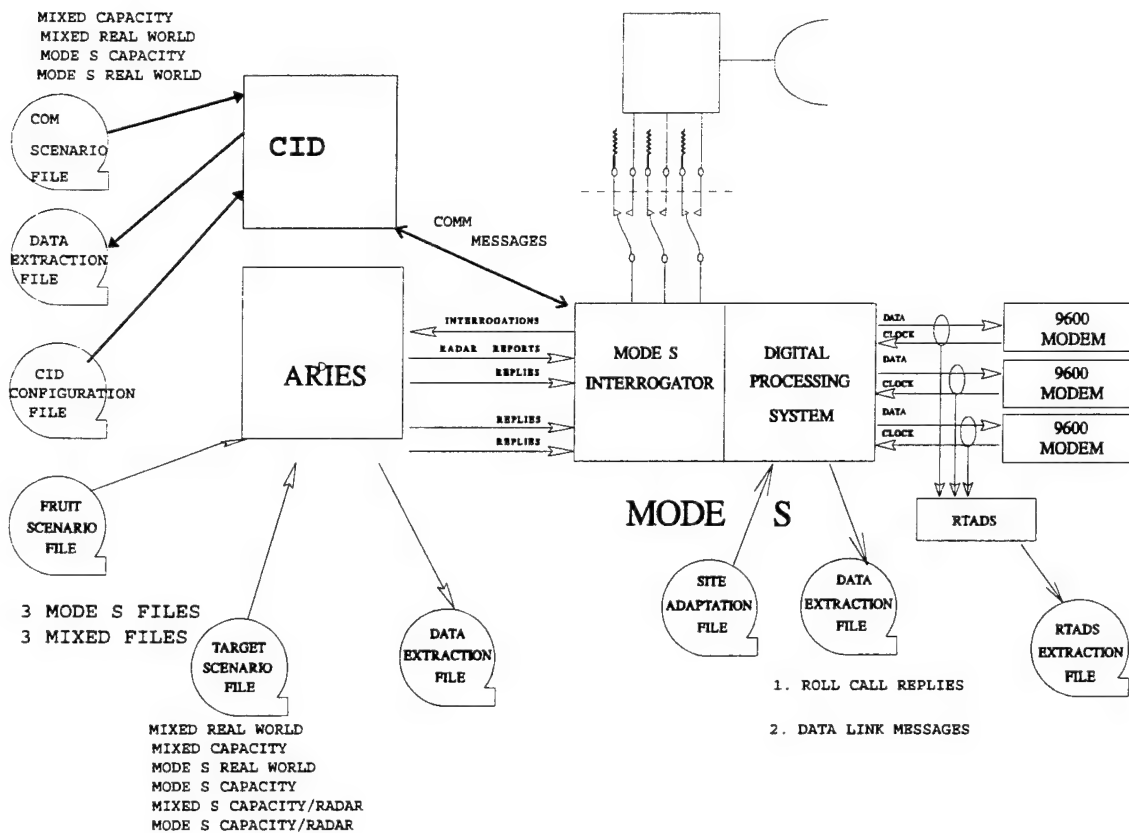 MIXED CAPACITY
MIXED REAL WORLD
MODE S CAPACITY
MODE S REAL WORLD
COM
SCENARIO
FILE
CID
DATA
EXTRACTION
FILE
COMM
MESSAGES
CID
CONFIGURATION
FILE
ARIES
INTERROGATIONS
RADAR REPORTS
REPLIES
REPLIES
REPLIES
MODE S
INTERROGATOR
DIGITAL
PROCESSING
SYSTEM
DATA
CLOCK
DATA
CLOCK
DATA
CLOCK
9600
MODEM
9600
MODEM
9600
MODEM
MODE S
RTADS
FRUIT
SCENARIO
FILE
3 MODE S FILES
3 MIXED FILES
TARGET
SCENARIO
FILE
DATA
EXTRACTION
FILE
SITE
ADAPTATION
FILE
DATA
EXTRACTION
FILE
RTADS
EXTRACTION
FILE
1. ROLL CALL REPLIES
2. DATA LINK MESSAGES
MIXED REAL WORLD
MIXED CAPACITY
MODE S REAL WORLD
MODE S CAPACITY
MIXED S CAPACITY/RADAR
MODE S CAPACITY/RADAR